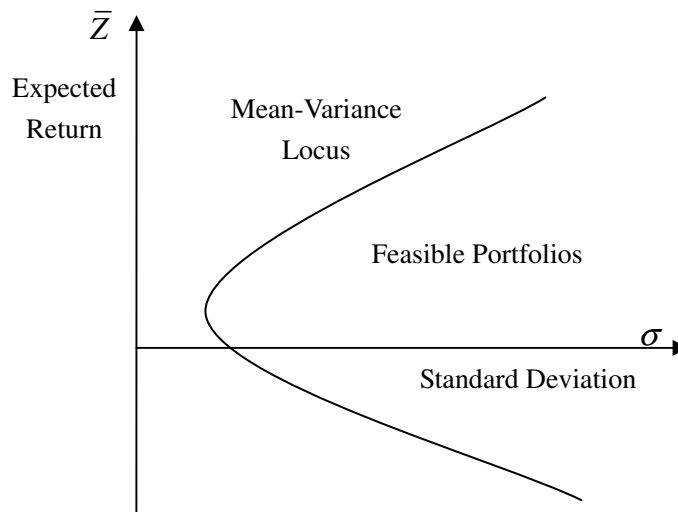 Z̄
Expected
Return
Mean-Variance
Locus
Feasible Portfolios
σ
Standard Deviation